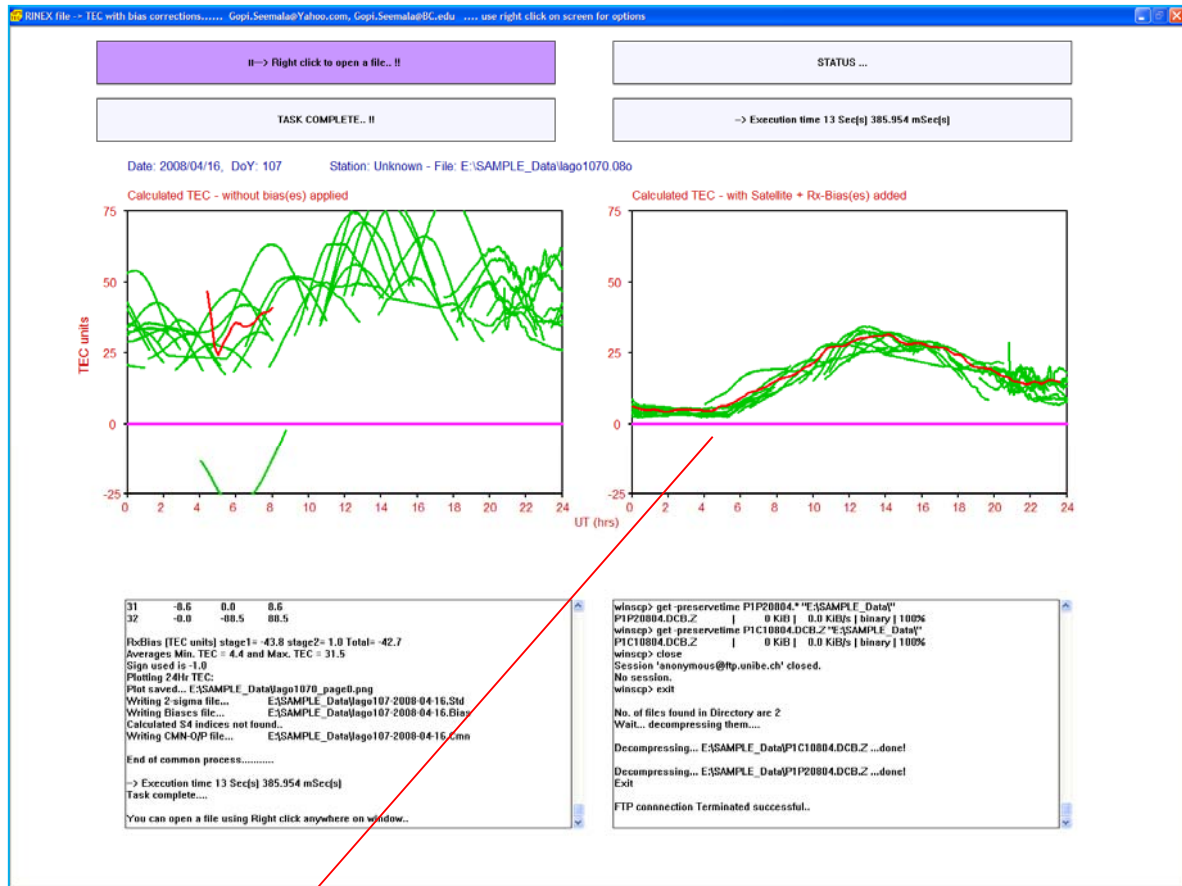 RINEX file -> TEC with bias corrections...... Gopi.Seemala@Yahoo.com, Gopi.Seemala@BC.edu .... use right click on screen for options
II--> Right click to open a file.. !!
STATUS ...
TASK COMPLETE.. !!
-> Execution time 13 Sec[s] 385.954 mSec[s]
Date: 2008/04/16, DoY: 107 Station: Unknown - File: E:\SAMPLE_Data\lago1070.08o
Calculated TEC - without bias(es) applied
Calculated TEC - with Satellite + Rx-Bias(es) added
75
50
25
0
-25
TEC units
0 2 4 6 8 10 12 14 16 18 20 22 24
UT (hrs)
75
50
25
0
-25
0 2 4 6 8 10 12 14 16 18 20 22 24
31 -8.6 0.0 8.6
32 -0.0 -88.5 88.5
RxBias [TEC units] stage1= -43.8 stage2= 1.0 Total= -42.7
Averages Min. TEC = 4.4 and Max. TEC = 31.5
Sign used is -1.0
Plotting 24Hr TEC:
Plot saved... E:\SAMPLE_Data\lago1070_page0.png
Writing 2-sigma file... E:\SAMPLE_Data\lago107-2008-04-16.Std
Writing Biases file... E:\SAMPLE_Data\lago107-2008-04-16.Bias
Calculated S4 indices not found..
Writing CMN-O/P file... E:\SAMPLE_Data\lago107-2008-04-16.Cmn
End of common process...........
-> Execution time 13 Sec[s] 385.954 mSec[s]
Task complete....
You can open a file using Right click anywhere on window..
winscp> get -preservetime P1P20804.* "E:\SAMPLE_Data\"
P1P20804.DCB.Z | 0 KiB | 0.0 KiB/s | binary | 100%
winscp> get -preservetime P1C10804.DCB.Z "E:\SAMPLE_Data\"
P1C10804.DCB.Z | 0 KiB | 0.0 KiB/s | binary | 100%
winscp> close
Session 'anonymous@ftp.unibe.ch' closed.
No session.
winscp> exit
No. of files found in Directory are 2
Wait... decompressing them....
Decompressing... E:\SAMPLE_Data\P1C10804.DCB.Z ...done!
Decompressing... E:\SAMPLE_Data\P1P20804.DCB.Z ...done!
Exit
FTP connnection Terminated successful..